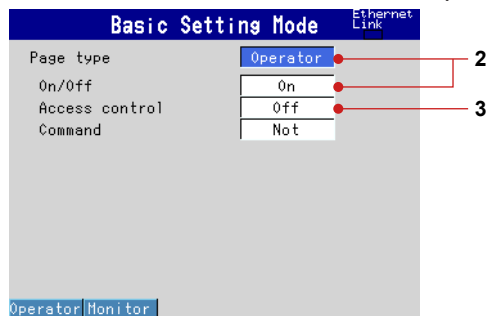 Basic Setting Mode
Ethernet
Link
Page type Operator 2
On/Off On
Access control Off 3
Command Not
Operator Monitor